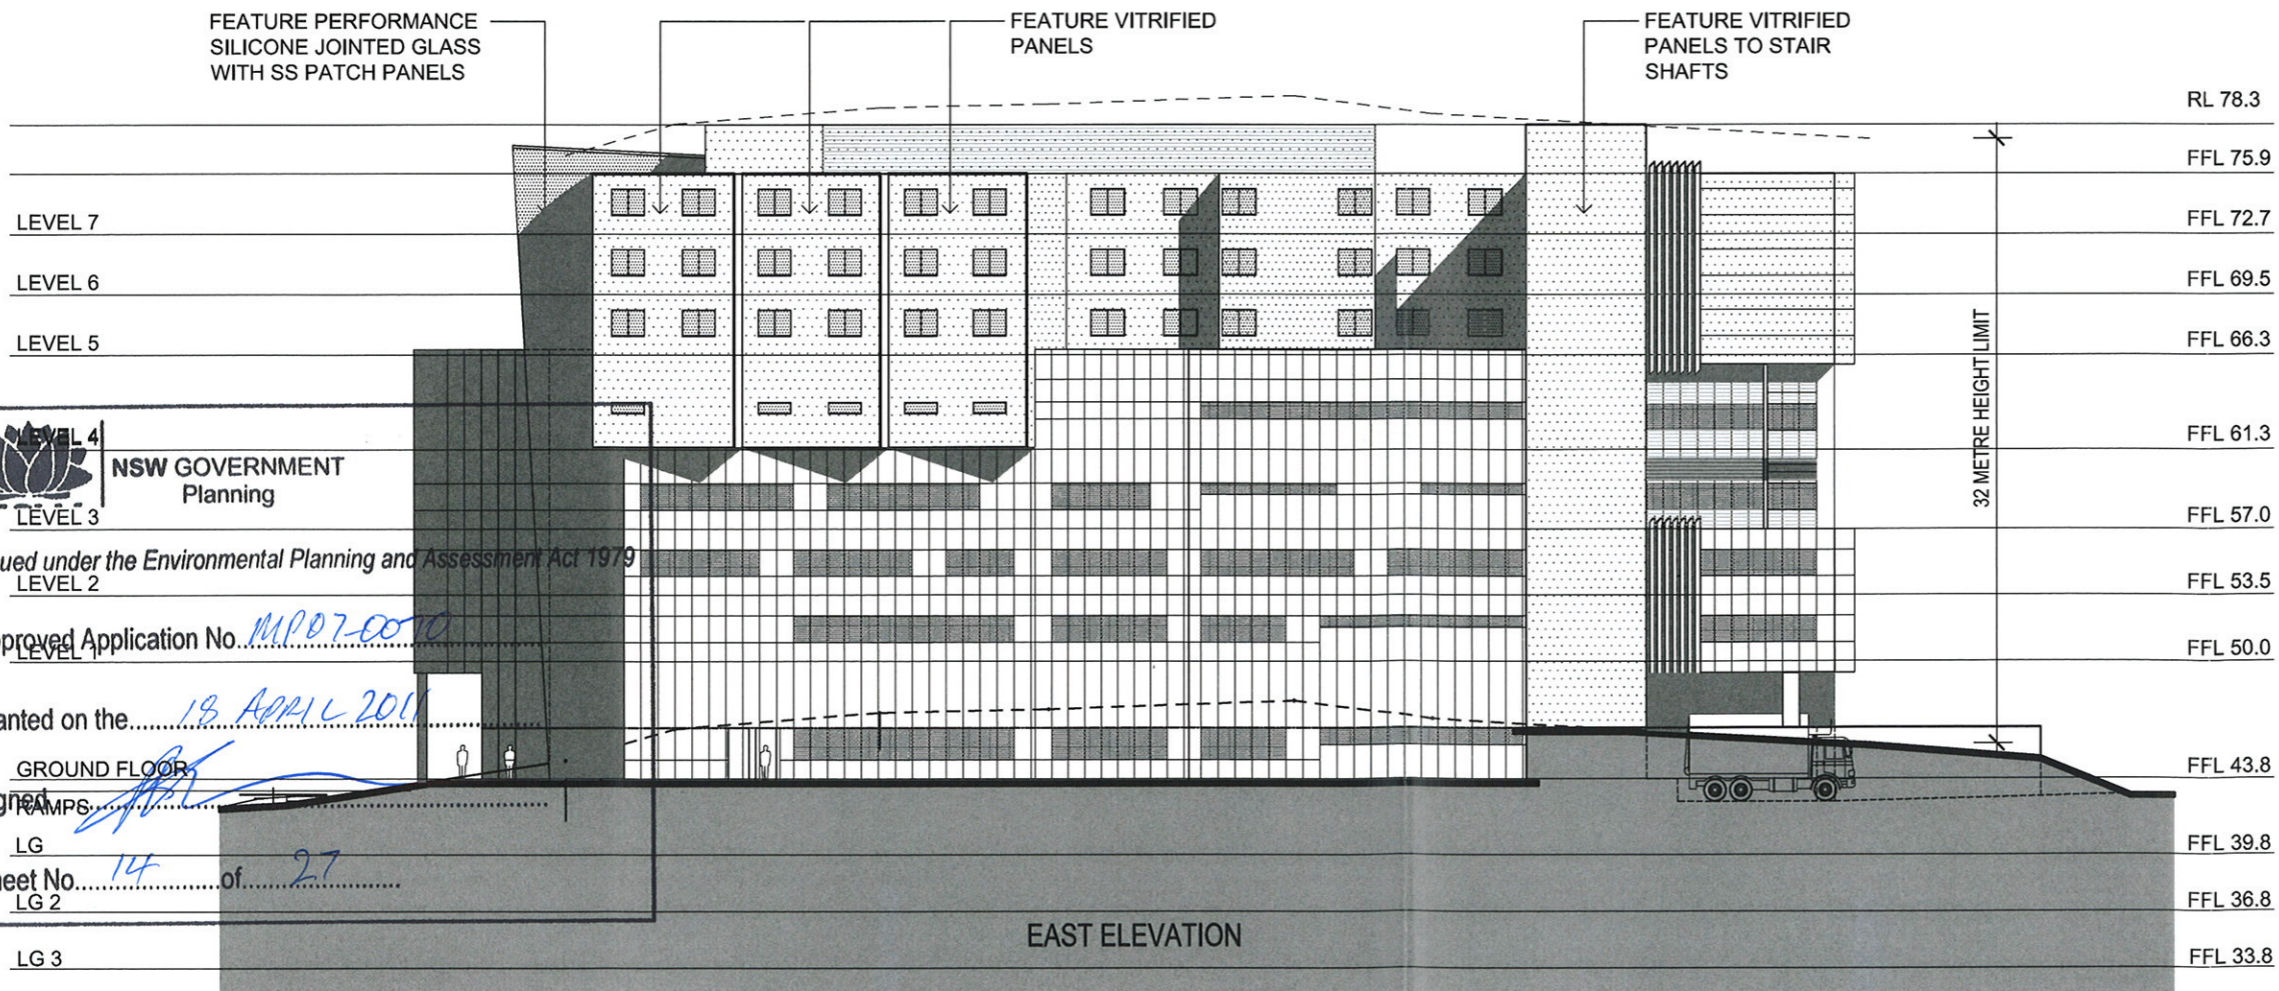 FEATURE PERFORMANCE
SILICONE JOINTED GLASS
WITH SS PATCH PANELS
FEATURE VITRIFIED
PANELS
FEATURE VITRIFIED
PANELS TO STAIR
SHAFTS
RL 78.3
FFL 75.9
LEVEL 7
FFL 72.7
LEVEL 6
FFL 69.5
LEVEL 5
FFL 66.3
32 METRE HEIGHT LIMIT
LEVEL 4
FFL 61.3
NSW GOVERNMENT
Planning
LEVEL 3
FFL 57.0
ued under the Environmental Planning and Assessment Act 1979
LEVEL 2
FFL 53.5
proved Application No. MP07-0070
LEVEL 1
FFL 50.0
anted on the 18 APRIL 2011
GROUND FLOOR
FFL 43.8
gned
RAMPS
LG
FFL 39.8
eet No. 14 of 27
LG 2
FFL 36.8
EAST ELEVATION
LG 3
FFL 33.8